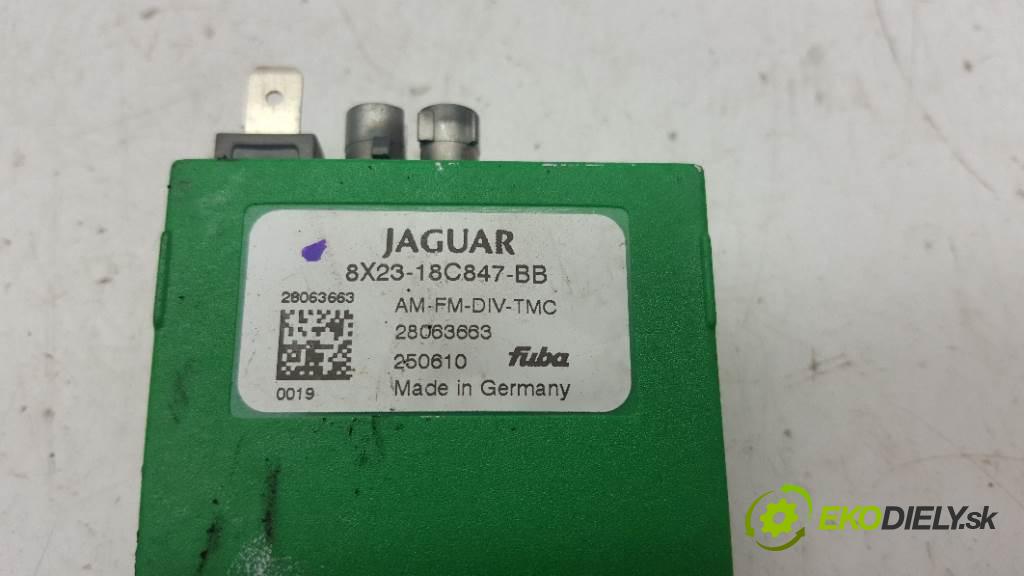 JAGUAR
8X23-18C847-BB
28063663
AM-FM-DIV-TMC
28063663
250610 fuba
0019
Made in Germany
EKODIELY.sk